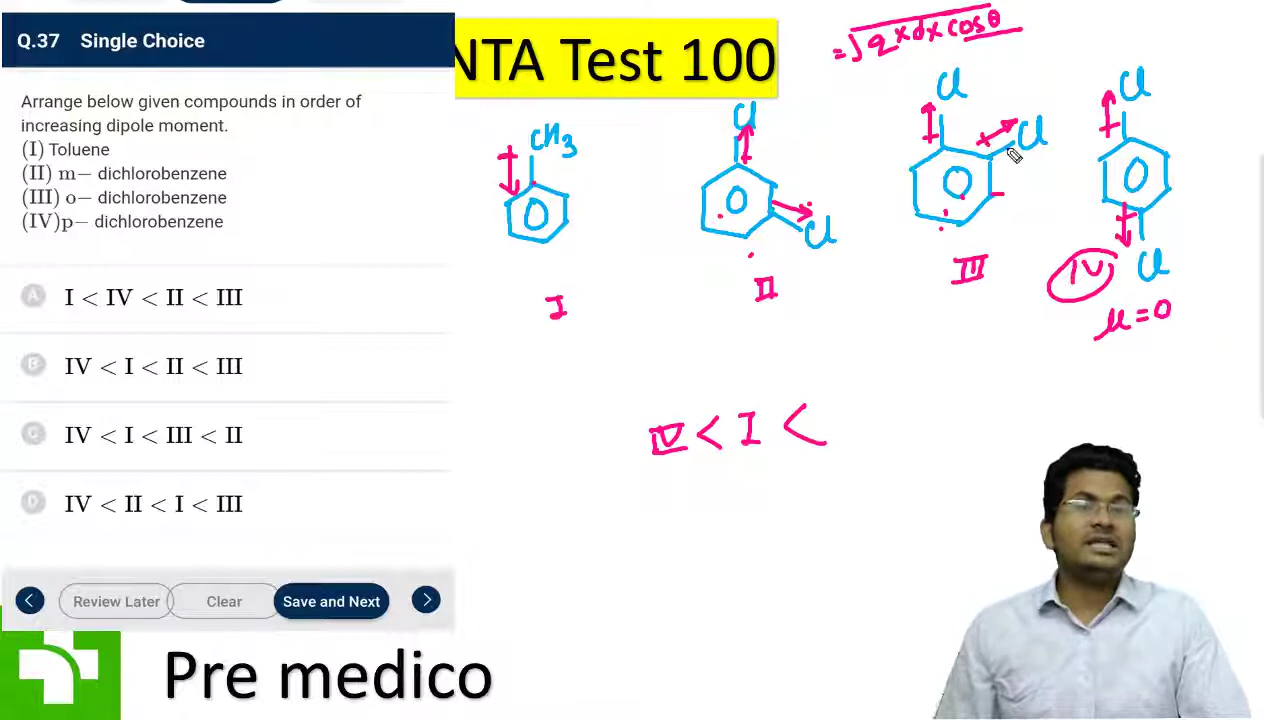 Q.37 Single Choice
Arrange below given compounds in order of
increasing dipole moment.
(I) Toluene
(II) m− dichlorobenzene
(III) o− dichlorobenzene
(IV)p− dichlorobenzene
A I < IV < II < III
B IV < I < II < III
C IV < I < III < II
D IV < II < I < III
Review Later
Clear
Save and Next
NTA Test 100
= √q×d×cosθ
CH3
I
Cl
Cl
II
Cl
Cl
III
Cl
Cl
IV
μ=0
IV < I <
Pre medico